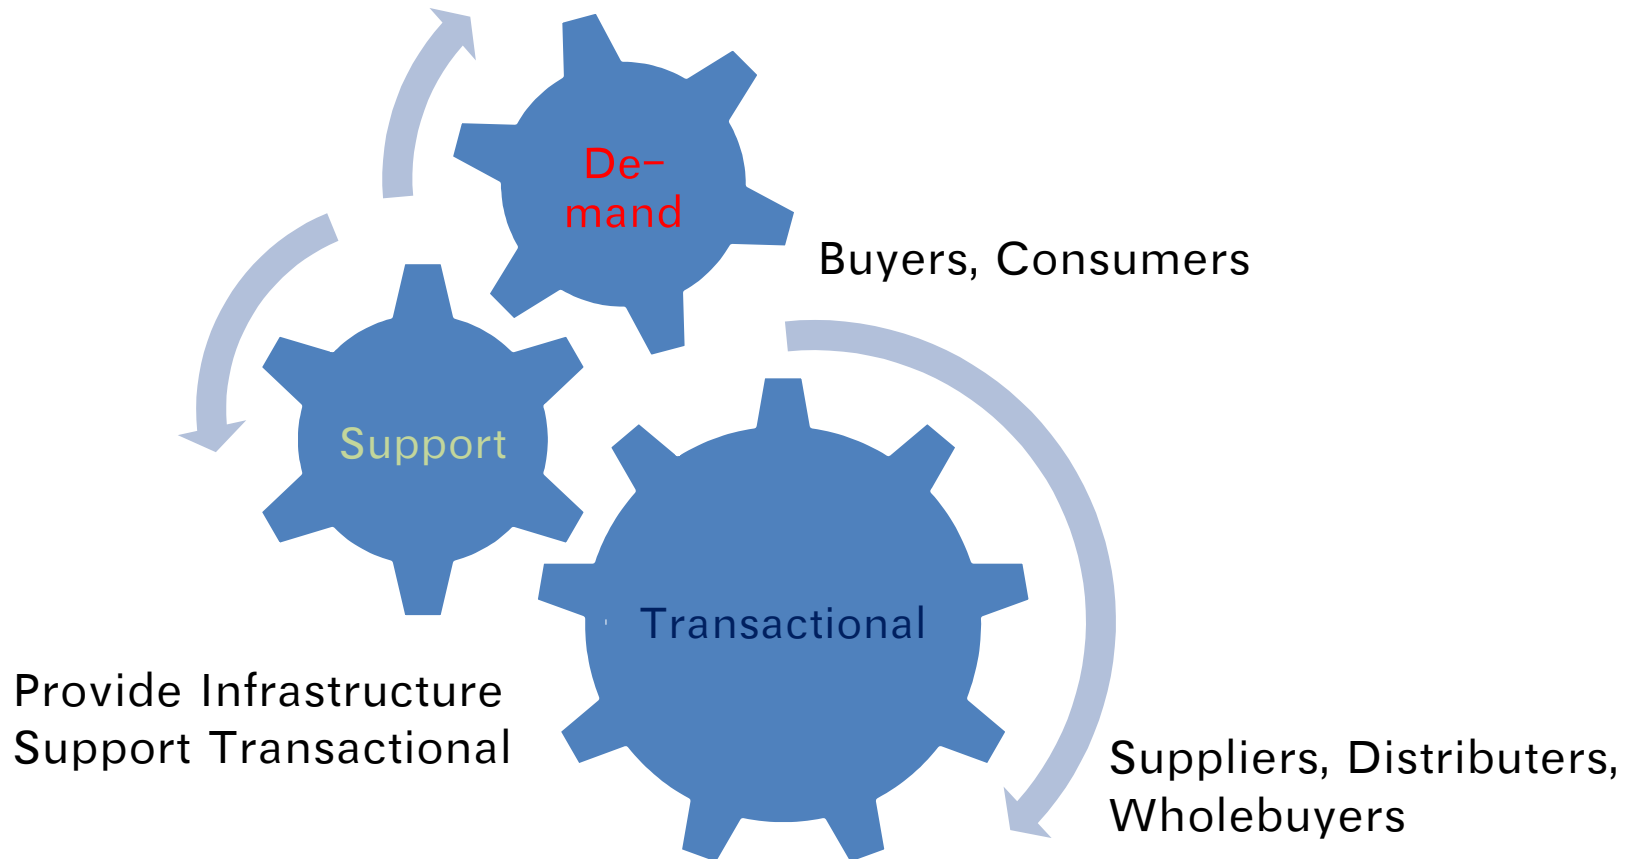 De-
mand
Buyers, Consumers
Support
Transactional
Provide Infrastructure
Support Transactional
Suppliers, Distributers,
Wholebuyers